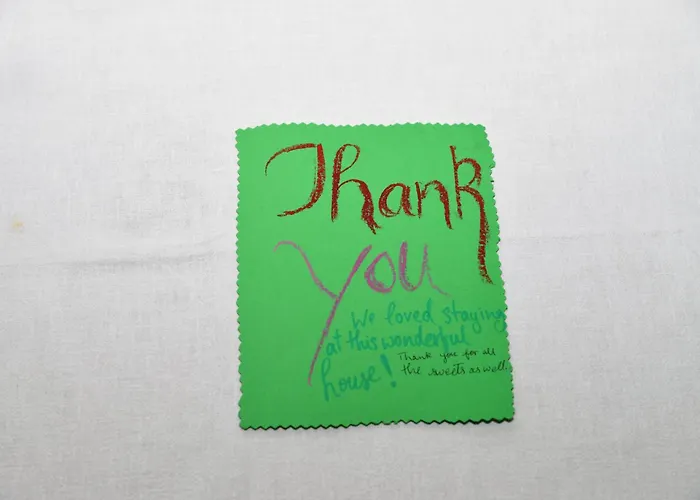 Thank
you
We loved staying
at this wonderful
house!
Thank you for all
the sweets as well.